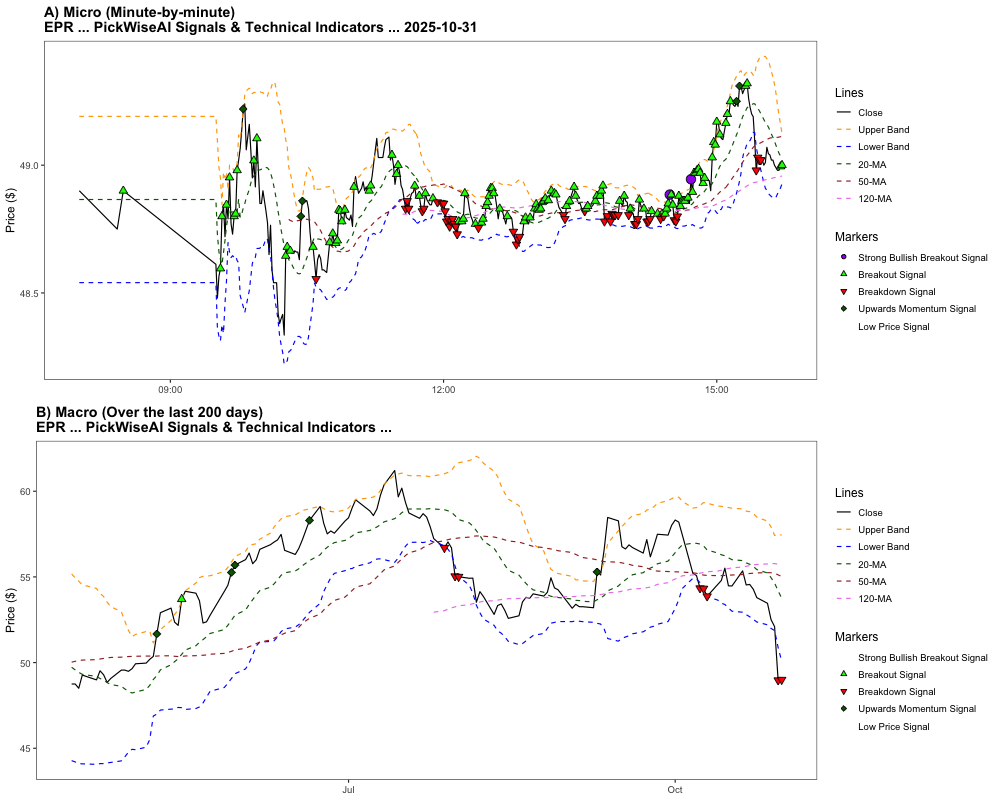 A) Micro (Minute-by-minute)
EPR ... PickWiseAI Signals & Technical Indicators ... 2025-10-31
Price ($)
49.0
48.5
09:00
12:00
15:00
Lines
Close
Upper Band
Lower Band
20-MA
50-MA
120-MA
Markers
Strong Bullish Breakout Signal
Breakout Signal
Breakdown Signal
Upwards Momentum Signal
Low Price Signal
B) Macro (Over the last 200 days)
EPR ... PickWiseAI Signals & Technical Indicators ...
Price ($)
60
55
50
45
Jul
Oct
Lines
Close
Upper Band
Lower Band
20-MA
50-MA
120-MA
Markers
Strong Bullish Breakout Signal
Breakout Signal
Breakdown Signal
Upwards Momentum Signal
Low Price Signal